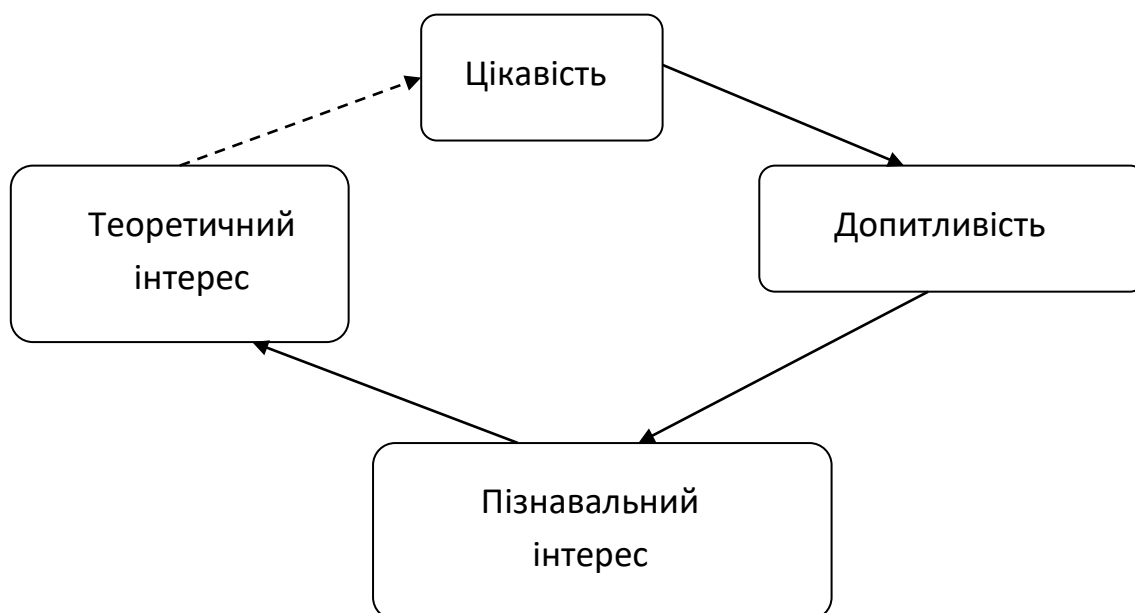 Цікавість
Теоретичний
інтерес
Допитливість
Пізнавальний
інтерес